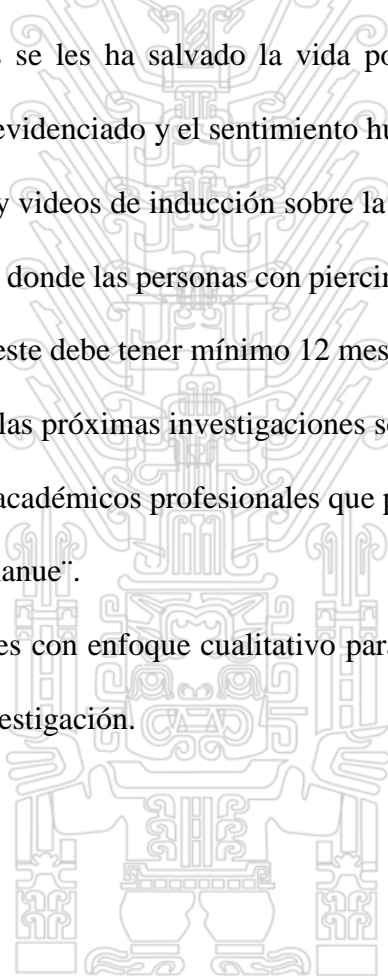 se les ha salvado la vida po
evidenciado y el sentimiento hu
y videos de inducción sobre la
donde las personas con piercin
este debe tener mínimo 12 mes
las próximas investigaciones se
académicos profesionales que p
anue¨.
es con enfoque cualitativo para
estigación.